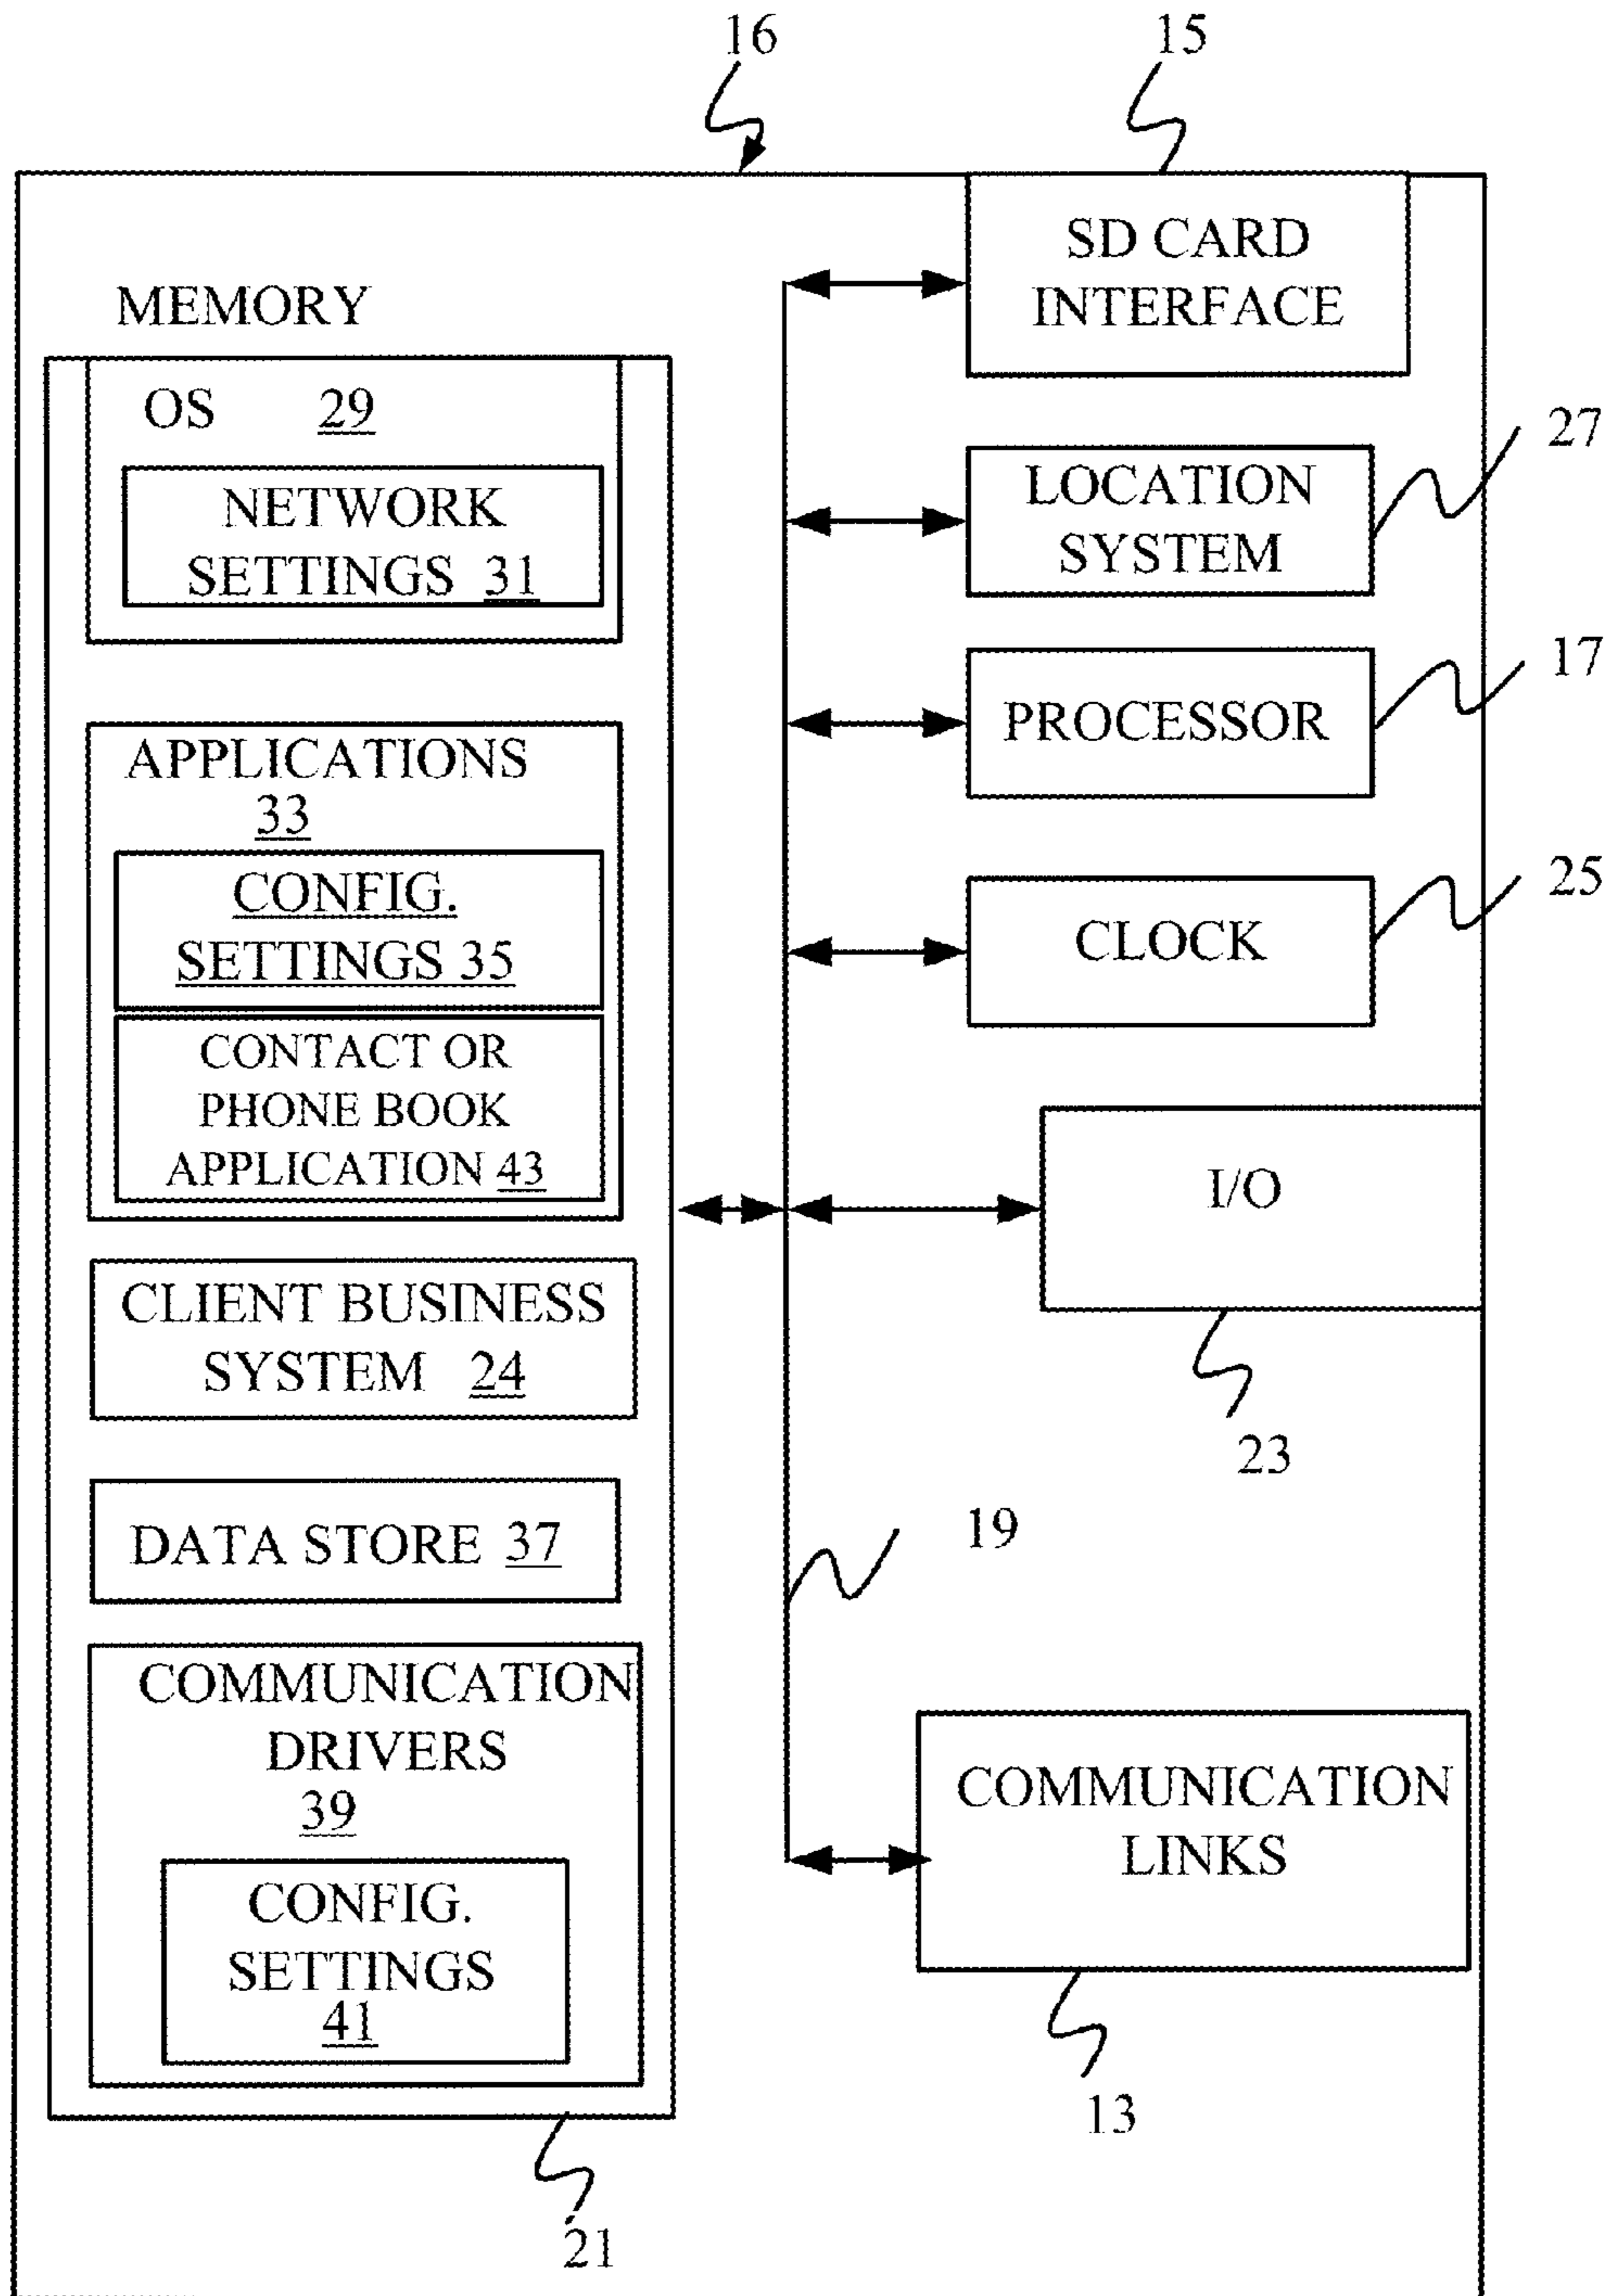 16
15
SD CARD
INTERFACE
MEMORY
OS 29
NETWORK
SETTINGS 31
27
LOCATION
SYSTEM
17
PROCESSOR
APPLICATIONS
33
CONFIG.
SETTINGS 35
25
CLOCK
CONTACT OR
PHONE BOOK
APPLICATION 43
I/O
23
CLIENT BUSINESS
SYSTEM 24
19
DATA STORE 37
COMMUNICATION
DRIVERS
39
CONFIG.
SETTINGS
41
COMMUNICATION
LINKS
13
21